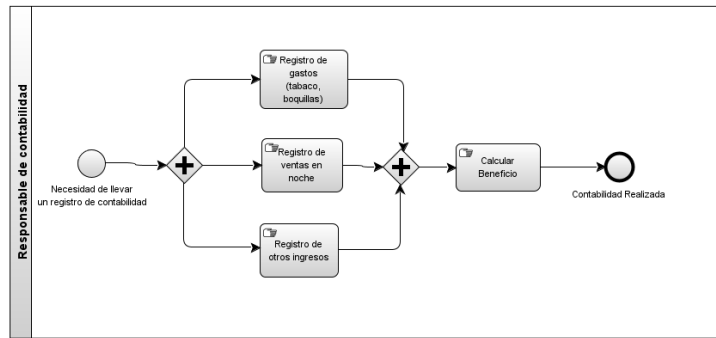 Responsable de contabilidad
Necesidad de llevar
un registro de contabilidad
Registro de
gastos
(tabaco,
boquillas)
Registro de
ventas en
noche
Registro de
otros ingresos
Calcular
Beneficio
Contabilidad Realizada